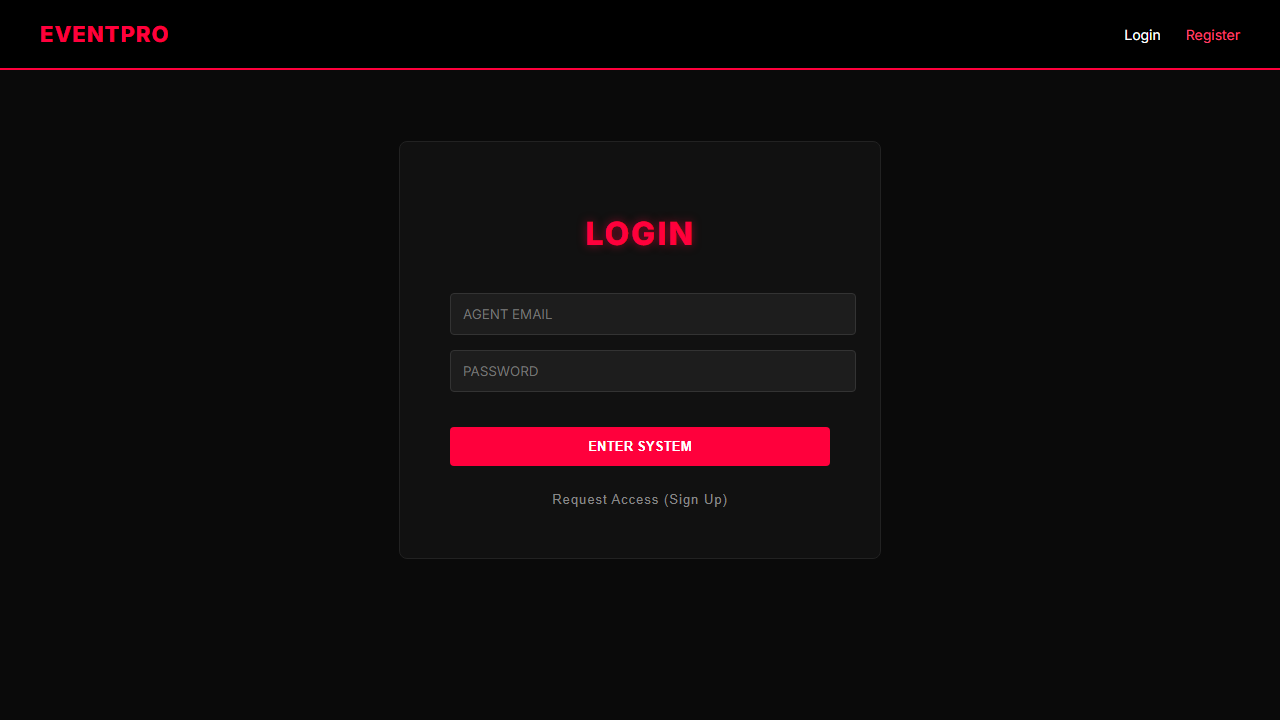 EVENTPRO
Login Register
LOGIN
AGENT EMAIL
PASSWORD
ENTER SYSTEM
Request Access (Sign Up)